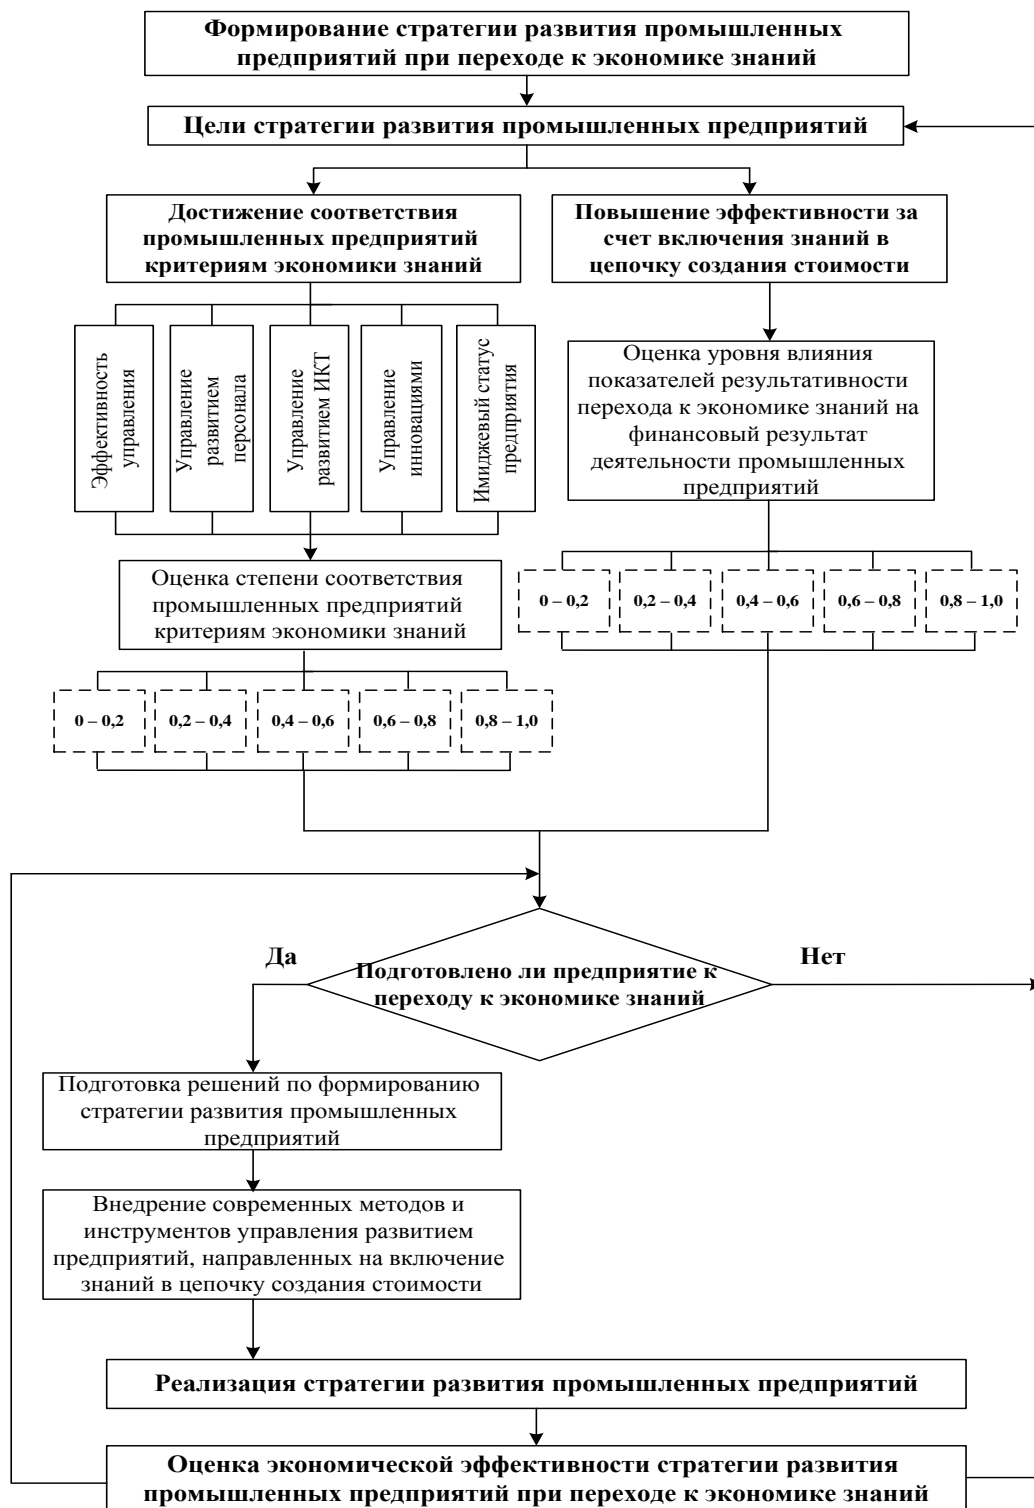 Формирование стратегии развития промышленных
предприятий при переходе к экономике знаний
Цели стратегии развития промышленных предприятий
Достижение соответствия
промышленных предприятий
критериям экономики знаний
Повышение эффективности за
счет включения знаний в
цепочку создания стоимости
Эффективность
управления
Управление
развитием
персонала
Управление
развитием ИКТ
Управление
инновациями
Имиджевый статус
предприятия
Оценка уровня влияния
показателей результативности
перехода к экономике знаний на
финансовый результат
деятельности промышленных
предприятий
Оценка степени соответствия
промышленных предприятий
критериям экономики знаний
0 – 0,2
0,2 – 0,4
0,4 – 0,6
0,6 – 0,8
0,8 – 1,0
0 – 0,2
0,2 – 0,4
0,4 – 0,6
0,6 – 0,8
0,8 – 1,0
Да
Нет
Подготовлено ли предприятие к
переходу к экономике знаний
Подготовка решений по формированию
стратегии развития промышленных
предприятий
Внедрение современных методов и
инструментов управления развитием
предприятий, направленных на включение
знаний в цепочку создания стоимости
Реализация стратегии развития промышленных предприятий
Оценка экономической эффективности стратегии развития
промышленных предприятий при переходе к экономике знаний